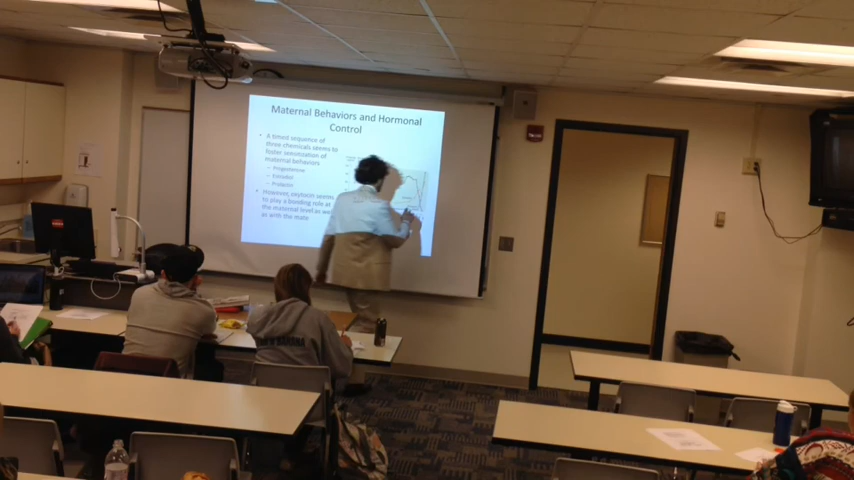 Maternal Behaviors and Hormonal
Control
• A timed sequence of
three chemicals seems to
foster sensitization of
maternal behaviors
– Progesterone
– Estradiol
– Prolactin
• However, oxytocin seems
to play a bonding role at
the maternal level as well
as with the mate